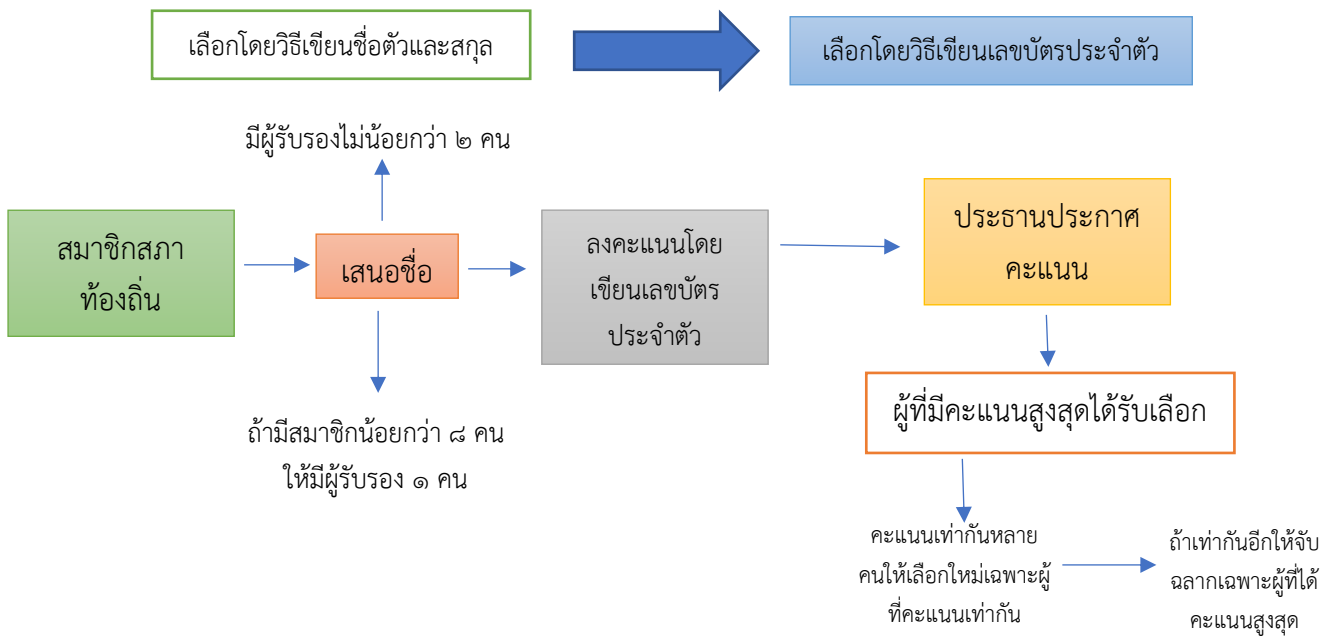 เลือกโดยวิธีเขียนชื่อตัวและสกุล
เลือกโดยวิธีเขียนเลขบัตรประจำตัว
มีผู้รับรองไม่น้อยกว่า ๒ คน
สมาชิกสภา
ท้องถิ่น
เสนอชื่อ
ลงคะแนนโดย
เขียนเลขบัตร
ประจำตัว
ประธานประกาศ
คะแนน
ถ้ามีสมาชิกน้อยกว่า ๘ คน
ให้มีผู้รับรอง ๑ คน
ผู้ที่มีคะแนนสูงสุดได้รับเลือก
คะแนนเท่ากันหลาย
คนให้เลือกใหม่เฉพาะผู้
ที่คะแนนเท่ากัน
ถ้าเท่ากันอีกให้จับ
ฉลากเฉพาะผู้ที่ได้
คะแนนสูงสุด